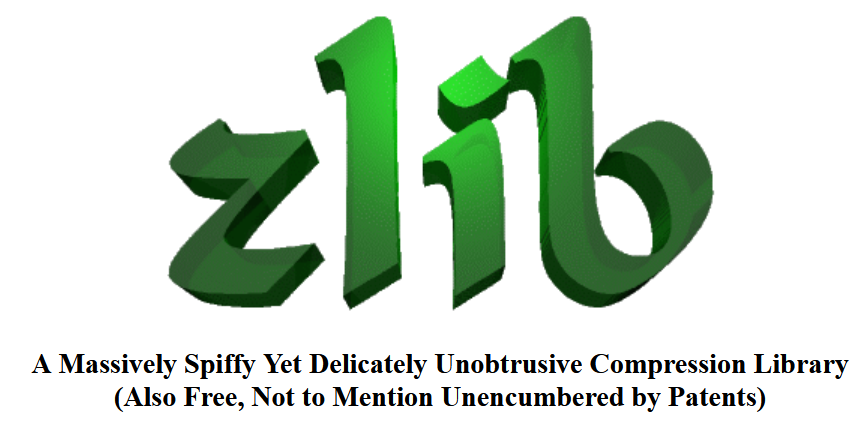 zlib
A Massively Spiffy Yet Delicately Unobtrusive Compression Library
(Also Free, Not to Mention Unencumbered by Patents)